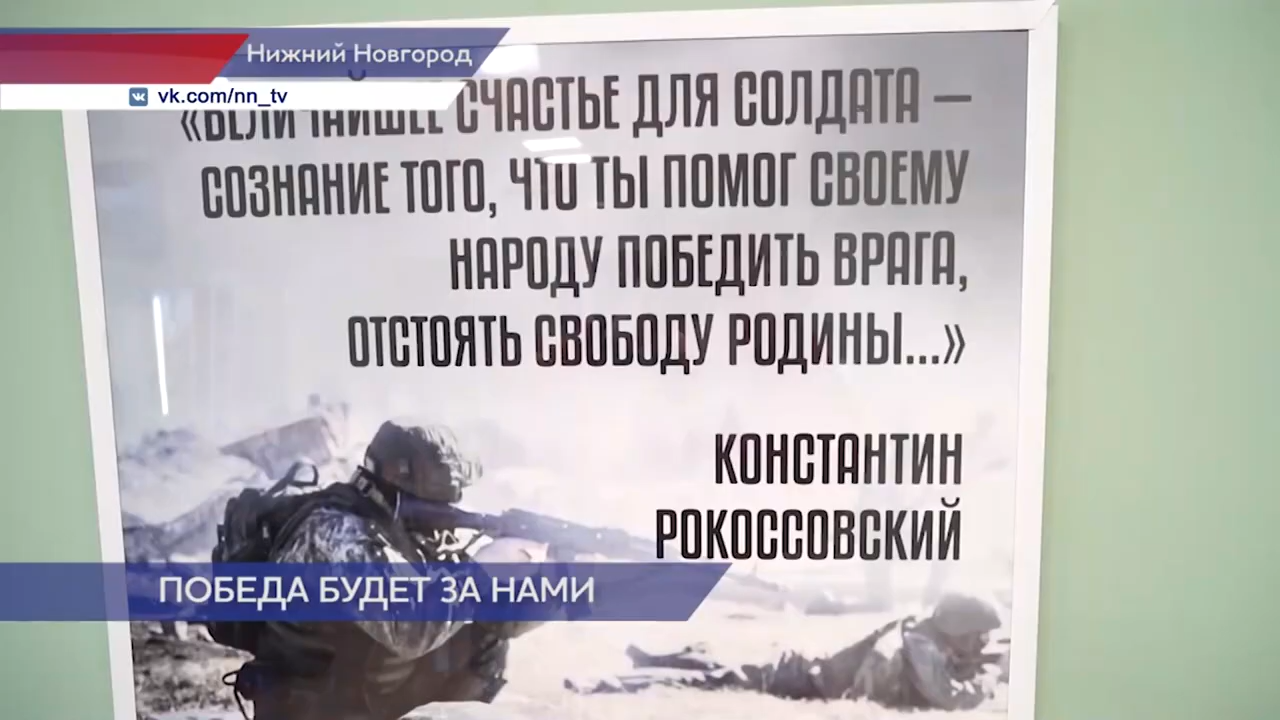 Нижний Новгород
vk.com/nn_tv
«ВЕЛИЧАЙШЕЕ СЧАСТЬЕ ДЛЯ СОЛДАТА —
СОЗНАНИЕ ТОГО, ЧТО ТЫ ПОМОГ СВОЕМУ
НАРОДУ ПОБЕДИТЬ ВРАГА,
ОТСТОЯТЬ СВОБОДУ РОДИНЫ...»
КОНСТАНТИН
РОКОССОВСКИЙ
ПОБЕДА БУДЕТ ЗА НАМИ